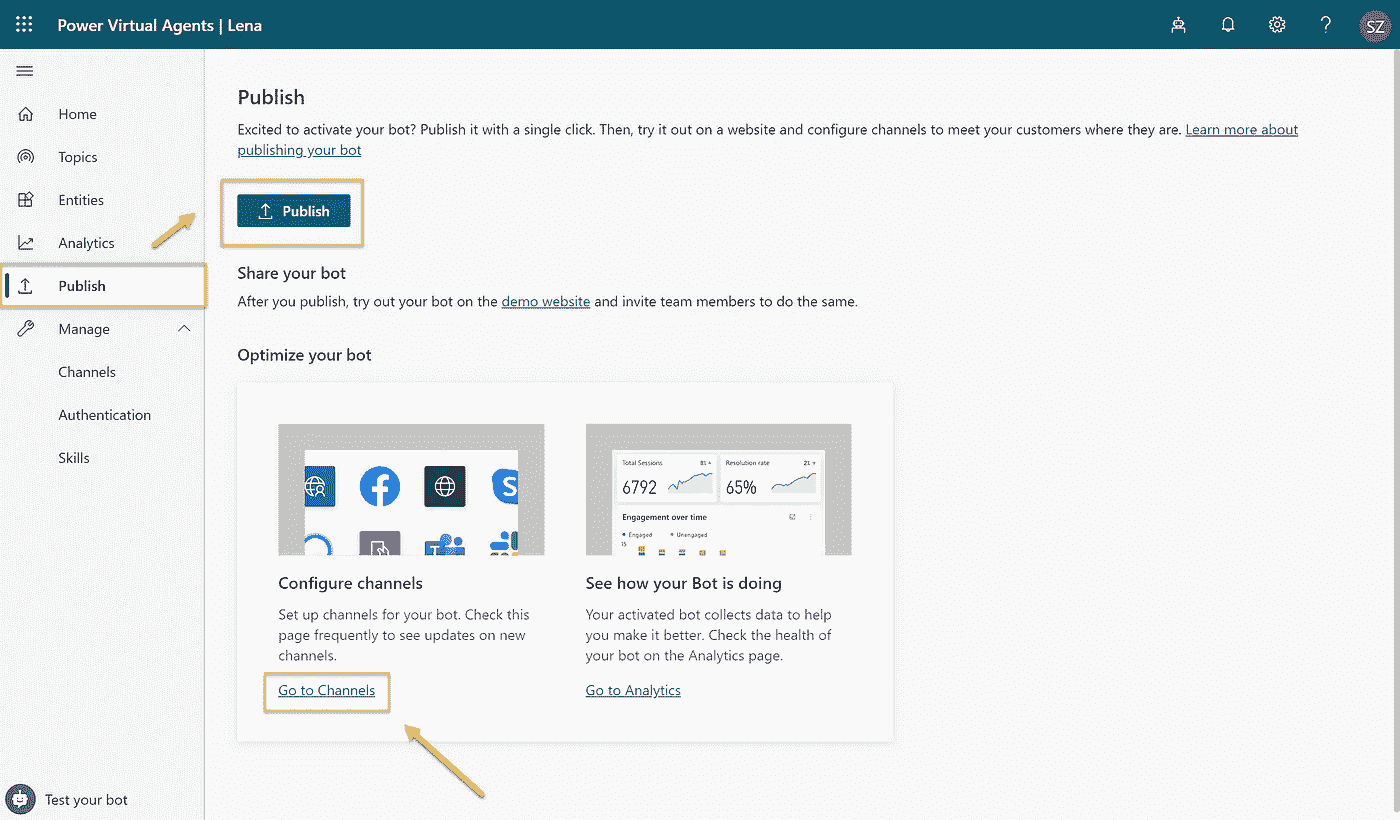 Power Virtual Agents | Lena
SZ
Home
Topics
Entities
Analytics
Publish
Manage
Channels
Authentication
Skills
Test your bot
Publish
Excited to activate your bot? Publish it with a single click. Then, try it out on a website and configure channels to meet your customers where they are. Learn more about
publishing your bot
Publish
Share your bot
After you publish, try out your bot on the demo website and invite team members to do the same.
Optimize your bot
Total Sessions
6792
Resolution rate
65%
Engagement over time
Engaged Unengaged
15
Configure channels
Set up channels for your bot. Check this
page frequently to see updates on new
channels.
Go to Channels
See how your Bot is doing
Your activated bot collects data to help
you make it better. Check the health of
your bot on the Analytics page.
Go to Analytics